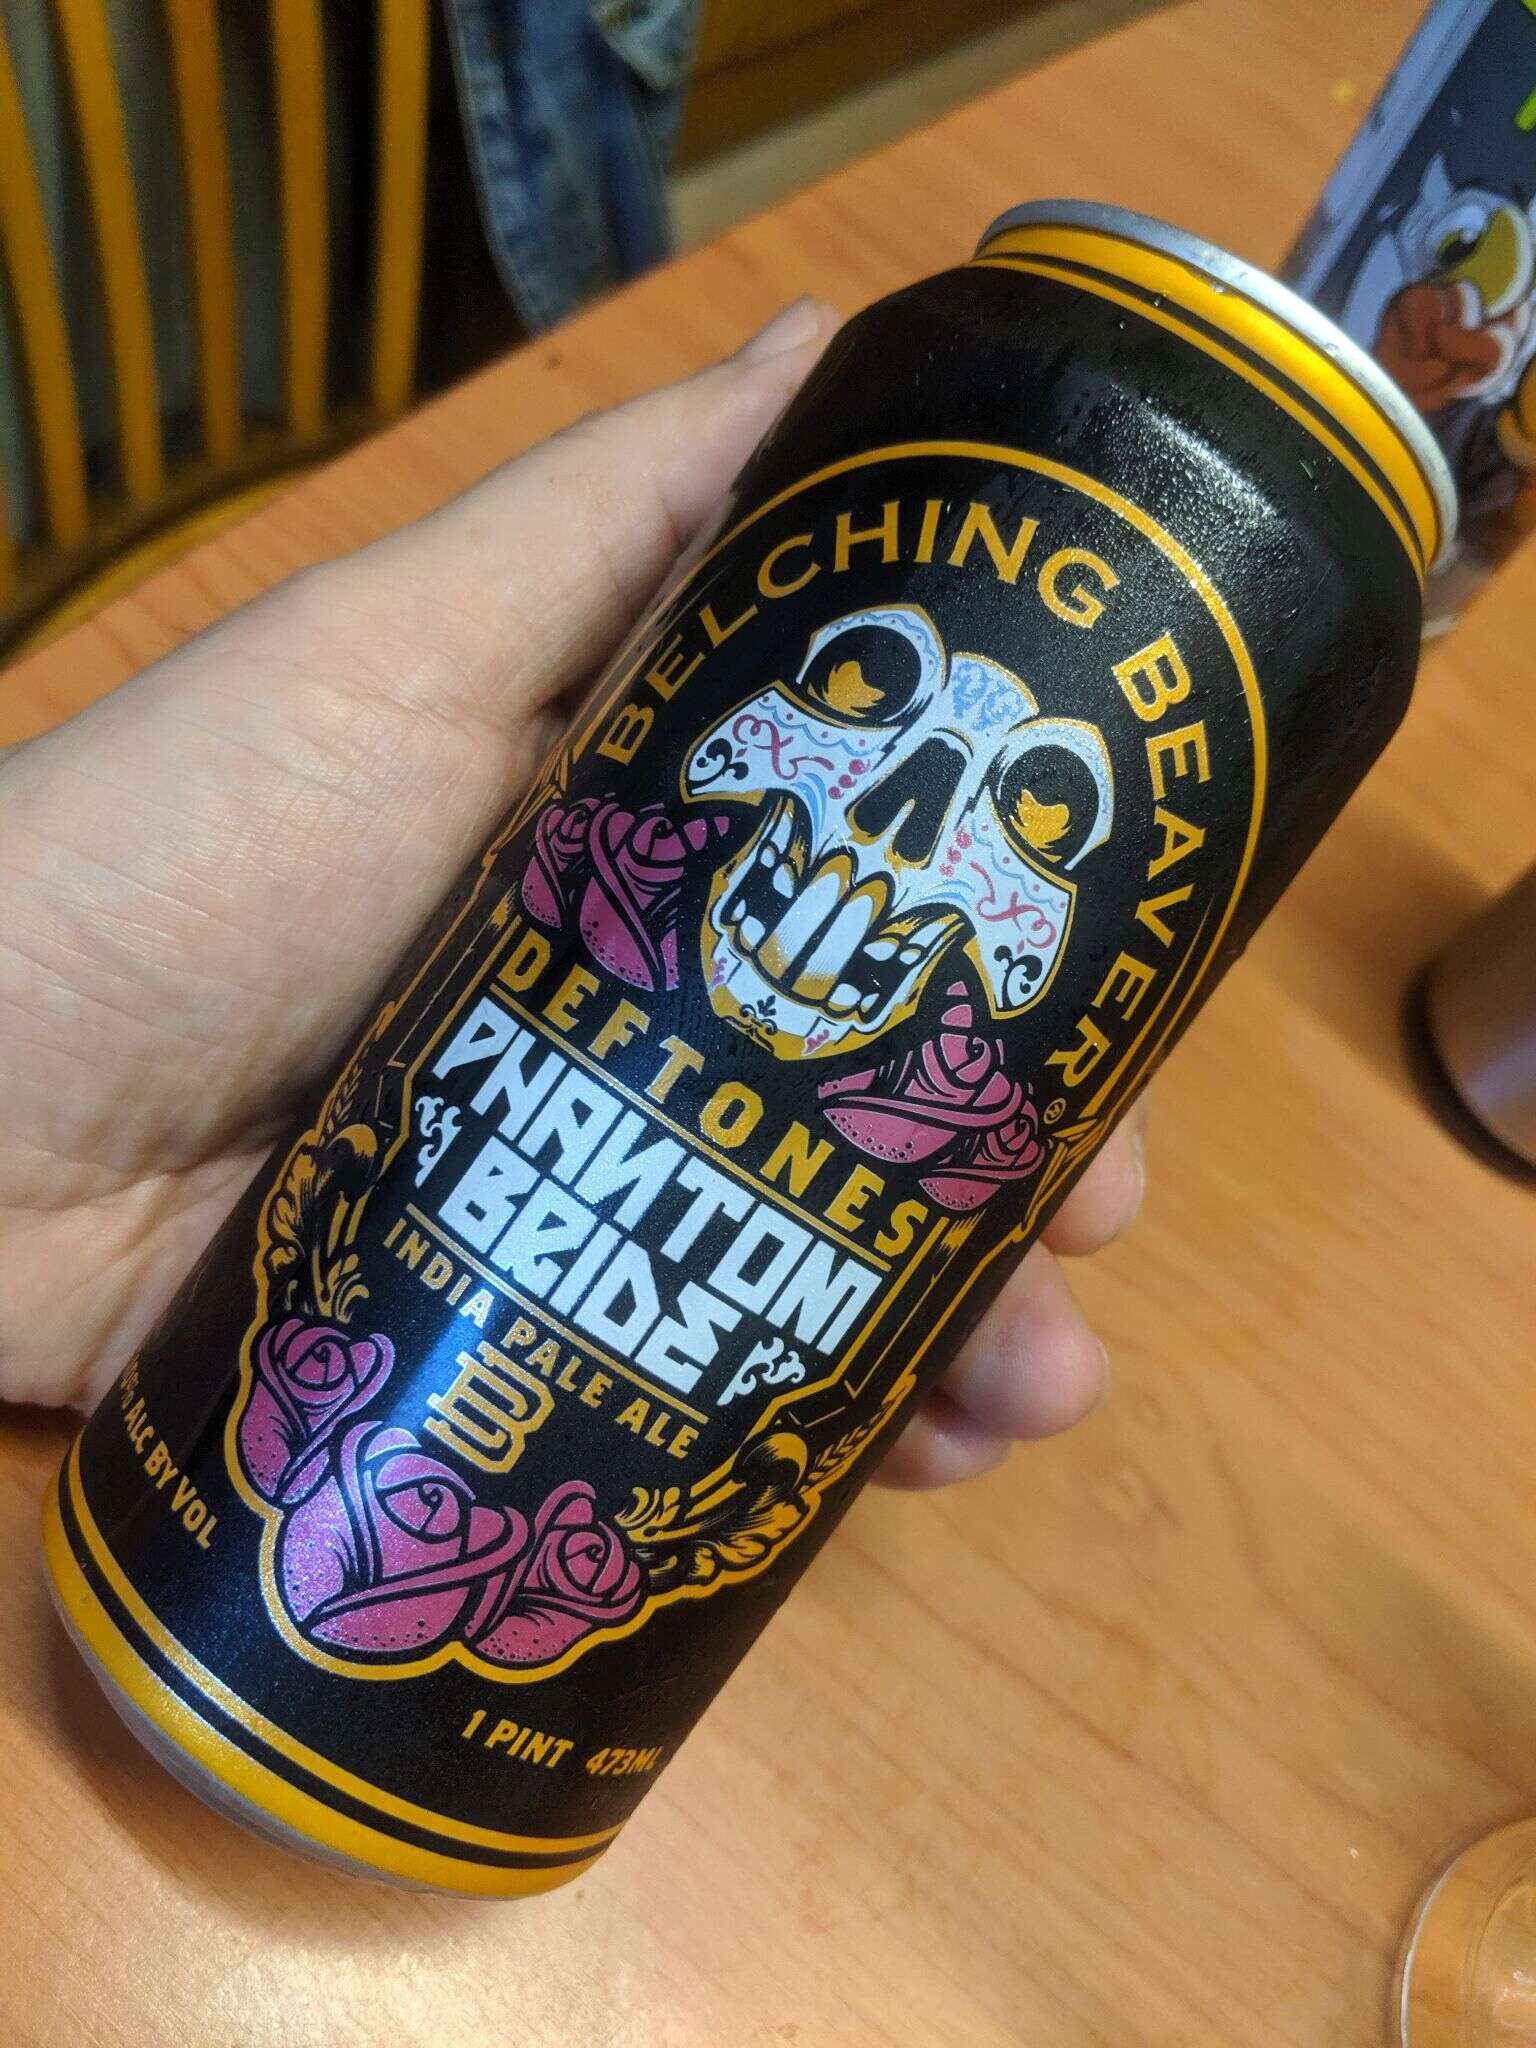 BELCHING BEAVER®
DEFTONES
PHANTOM
BRIDE
INDIA PALE ALE
B
ALC BY VOL
1 PINT 473ML